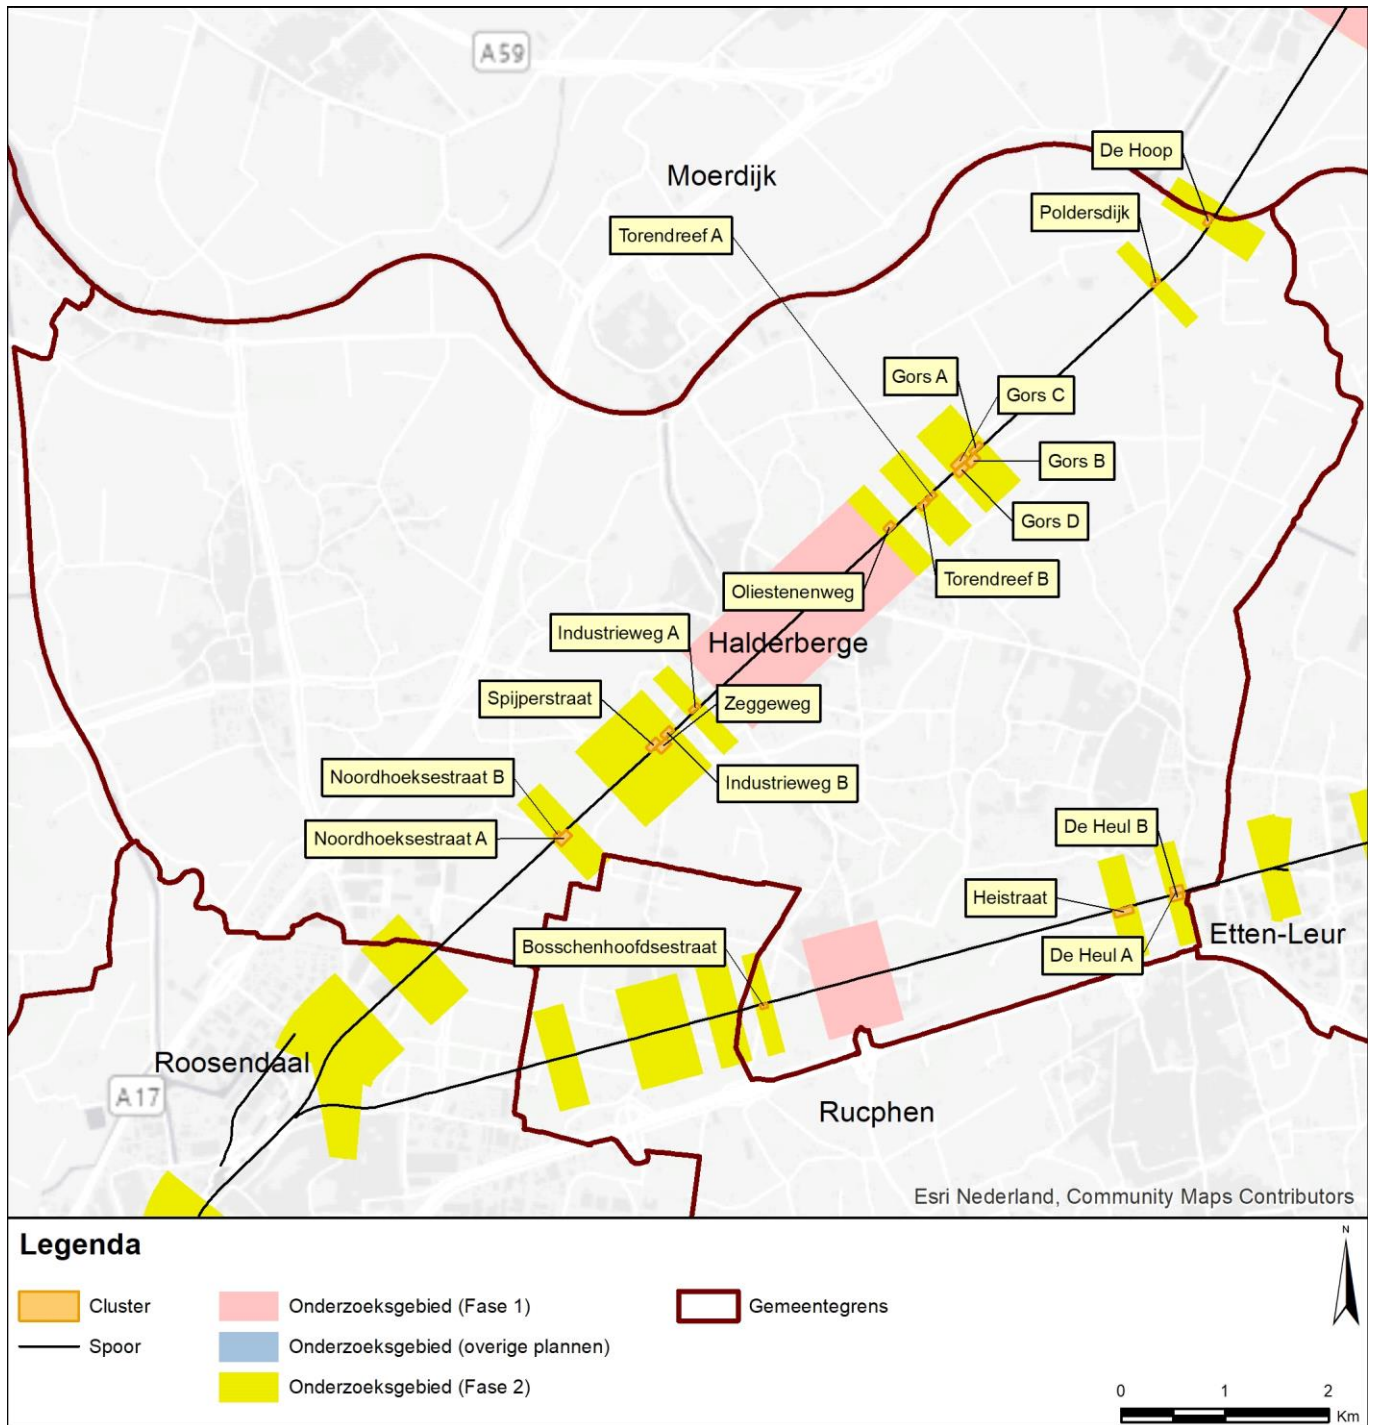 A59
De Hoop
Moerdijk
Poldersdijk
Torendreef A
Gors A
Gors C
Gors B
Gors D
Torendreef B
Oliestenenweg
Industrieweg A
Halderberge
Spijperstraat
Zeggeweg
Noordhoeksestraat B
Industrieweg B
Noordhoeksestraat A
De Heul B
Heistraat
Etten-Leur
Bosschenhoofdsestraat
De Heul A
Roosendaal
A17
Rucphen
Esri Nederland, Community Maps Contributors
Legenda
N
Cluster
Onderzoeksgebied (Fase 1)
Gemeentegrens
Spoor
Onderzoeksgebied (overige plannen)
Onderzoeksgebied (Fase 2)
0 1 2
Km